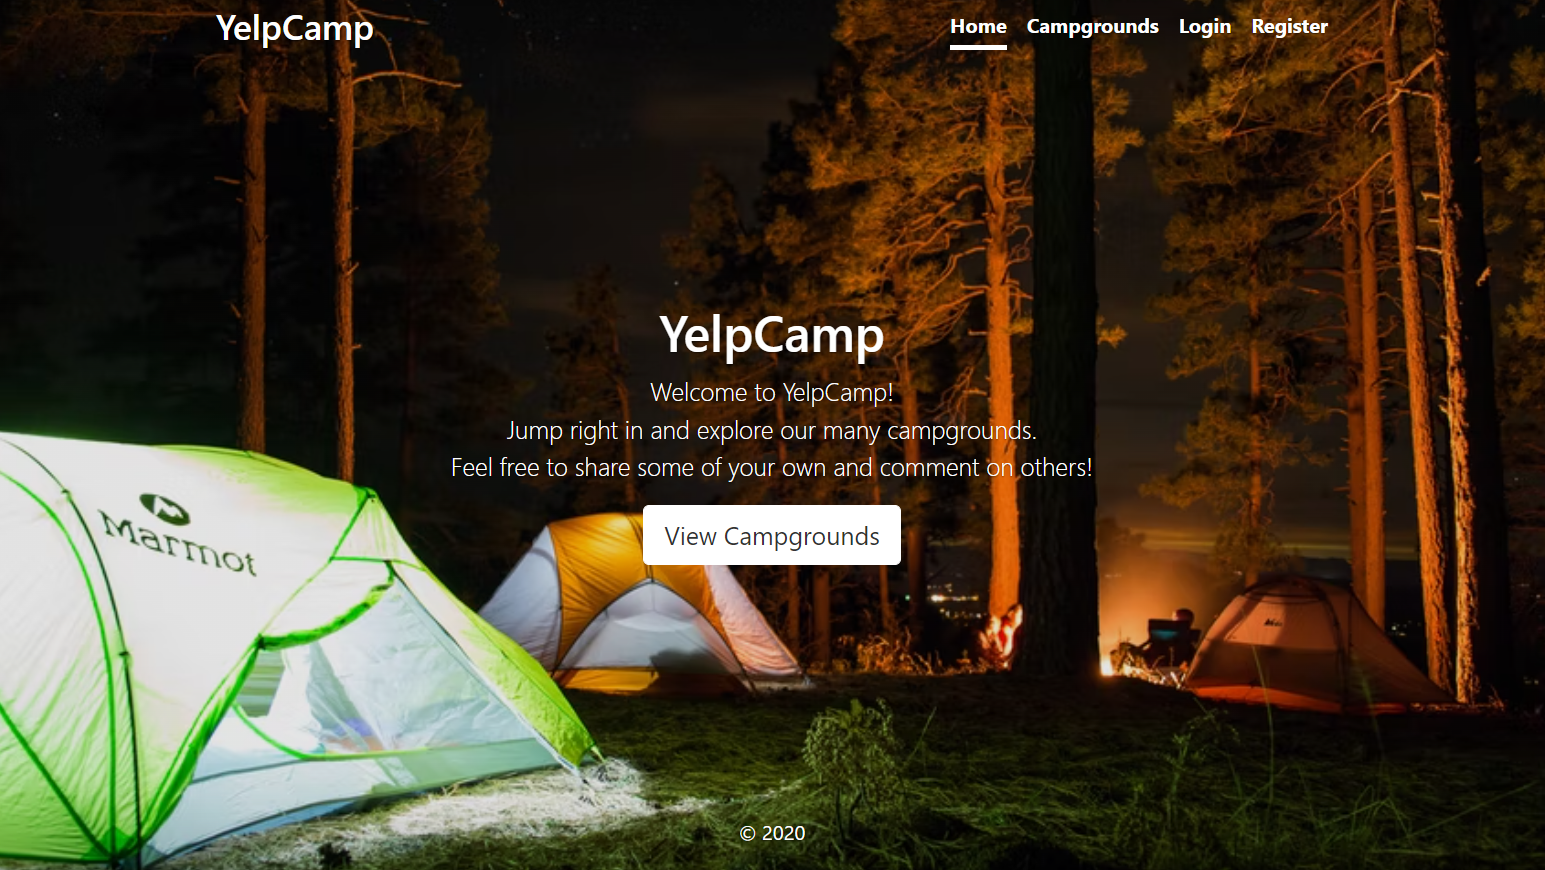 YelpCamp
Home Campgrounds Login Register
YelpCamp
Welcome to YelpCamp!
Jump right in and explore our many campgrounds.
Feel free to share some of your own and comment on others!
View Campgrounds
Marmot
© 2020